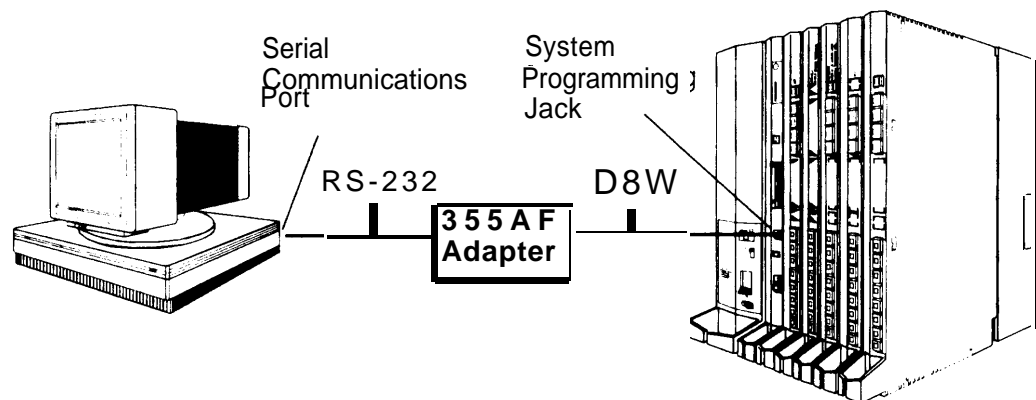 Serial
Communications
Port
System
Programming
Jack
RS-232
D8W
355AF
Adapter